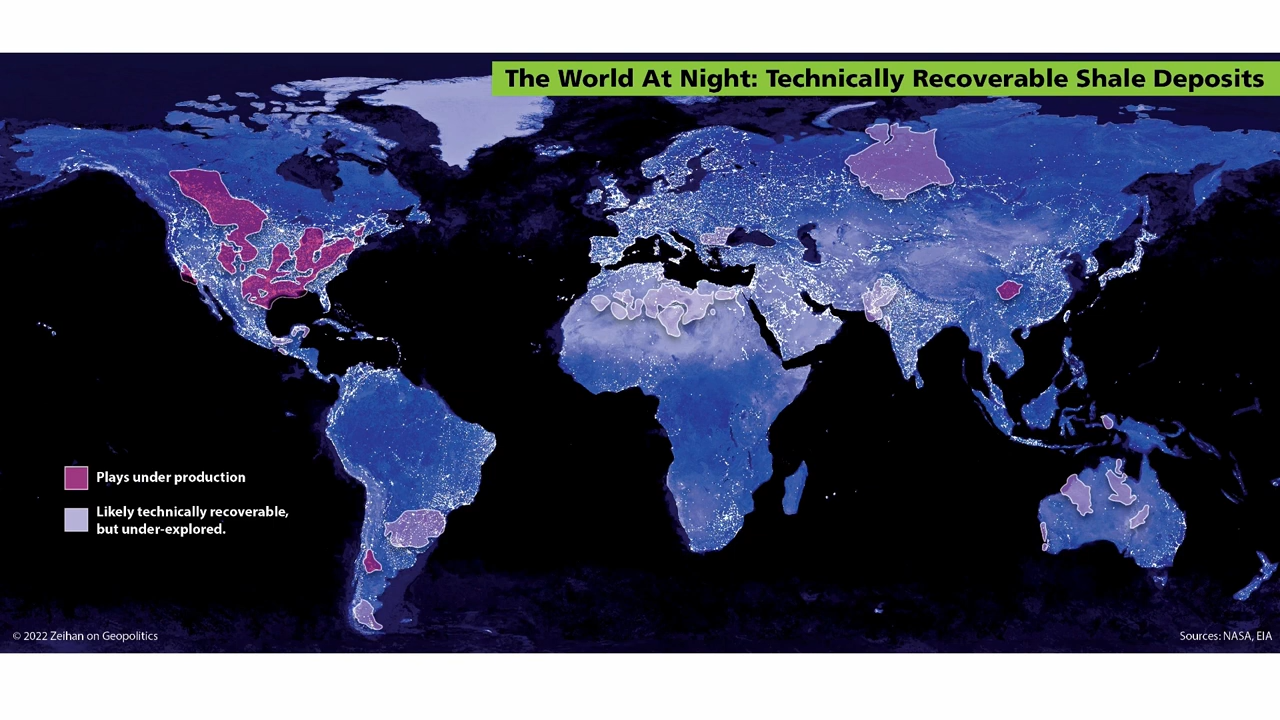 The World At Night: Technically Recoverable Shale Deposits
Plays under production
Likely technically recoverable,
but under-explored.
© 2022 Zeihan on Geopolitics
Sources: NASA, EIA